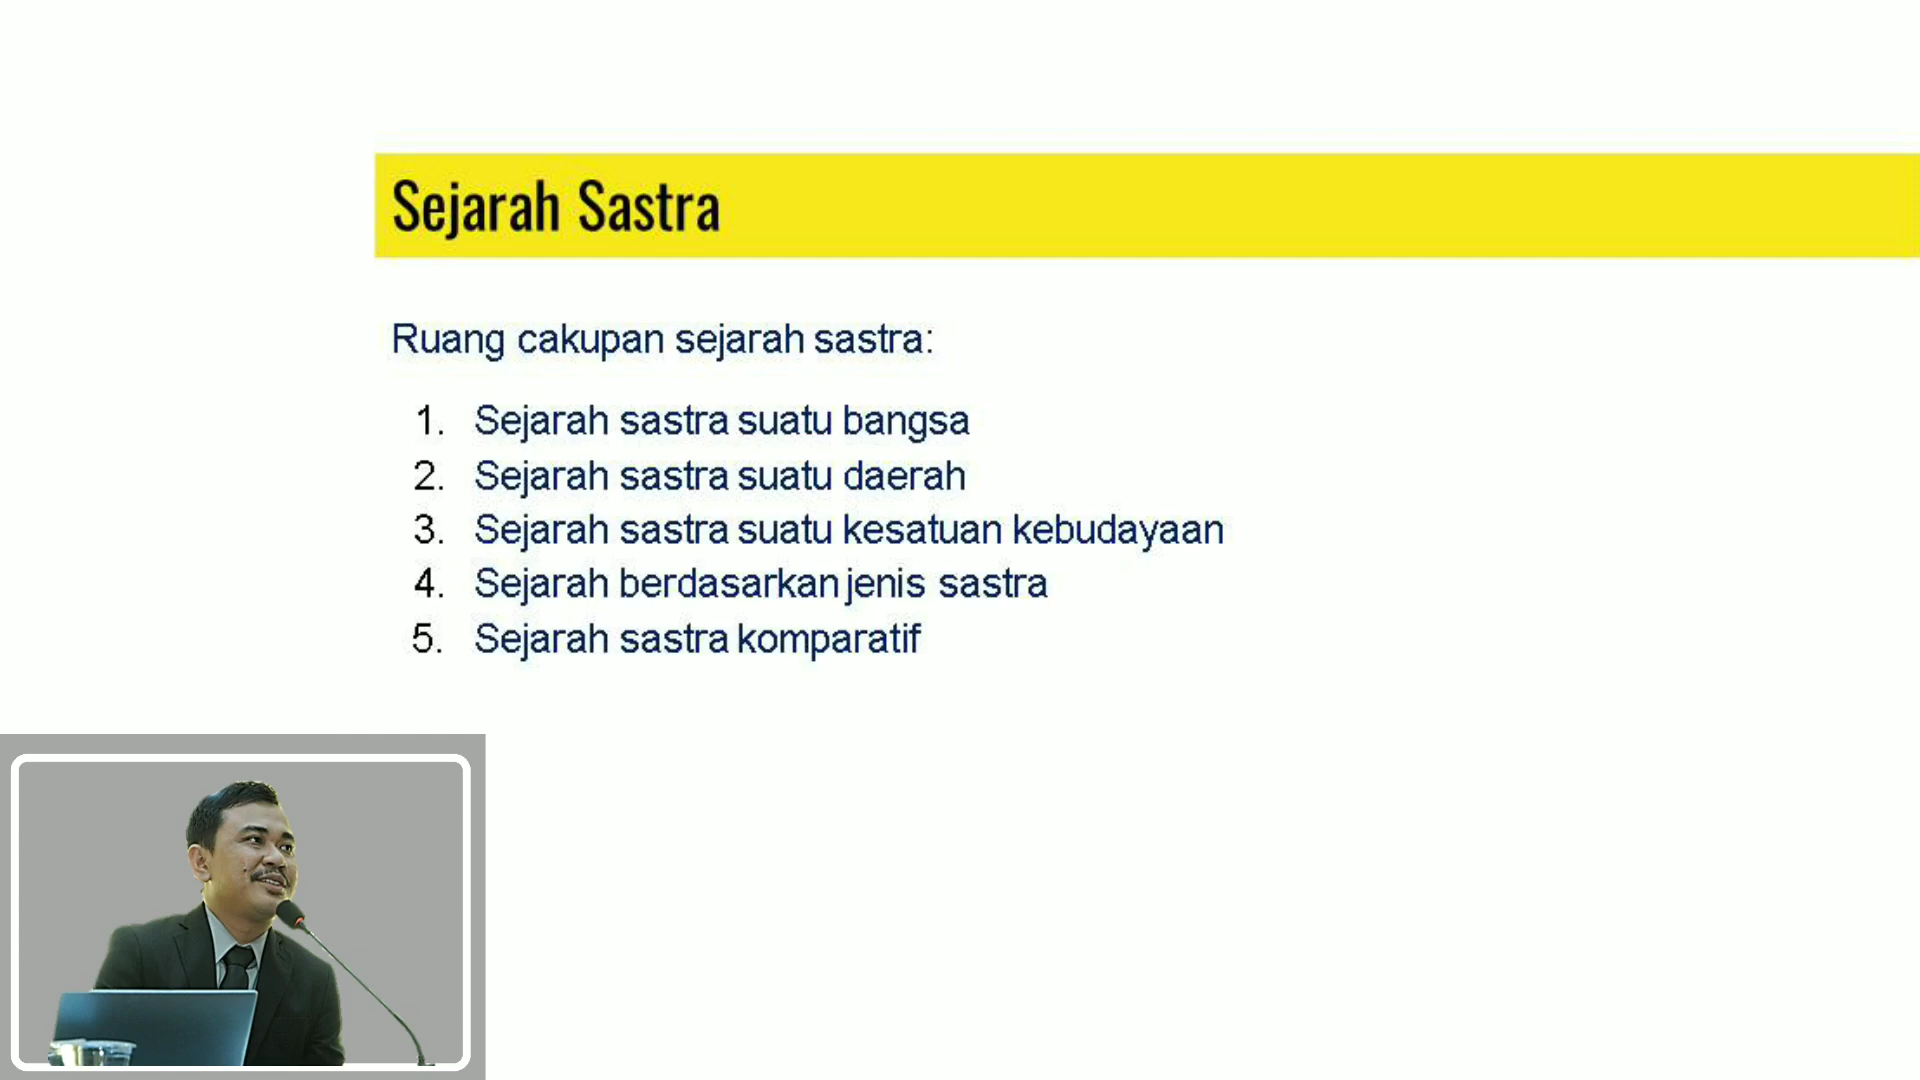 Sejarah Sastra
Ruang cakupan sejarah sastra:
1. Sejarah sastra suatu bangsa
2. Sejarah sastra suatu daerah
3. Sejarah sastra suatu kesatuan kebudayaan
4. Sejarah berdasarkan jenis sastra
5. Sejarah sastra komparatif